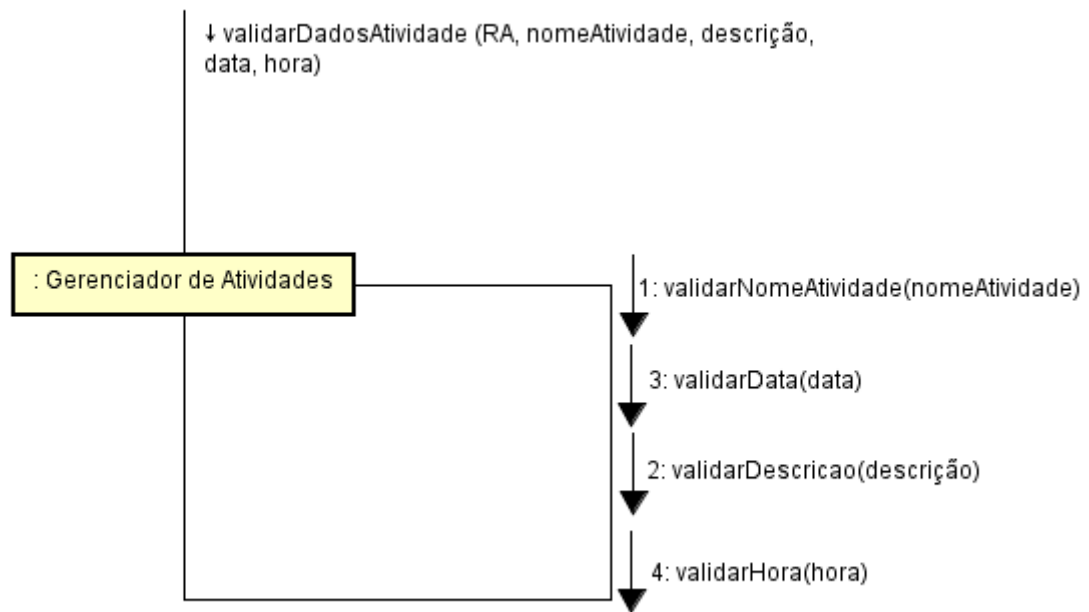 ↓ validarDadosAtividade (RA, nomeAtividade, descrição,
data, hora)
: Gerenciador de Atividades
1: validarNomeAtividade(nomeAtividade)
3: validarData(data)
2: validarDescricao(descrição)
4: validarHora(hora)